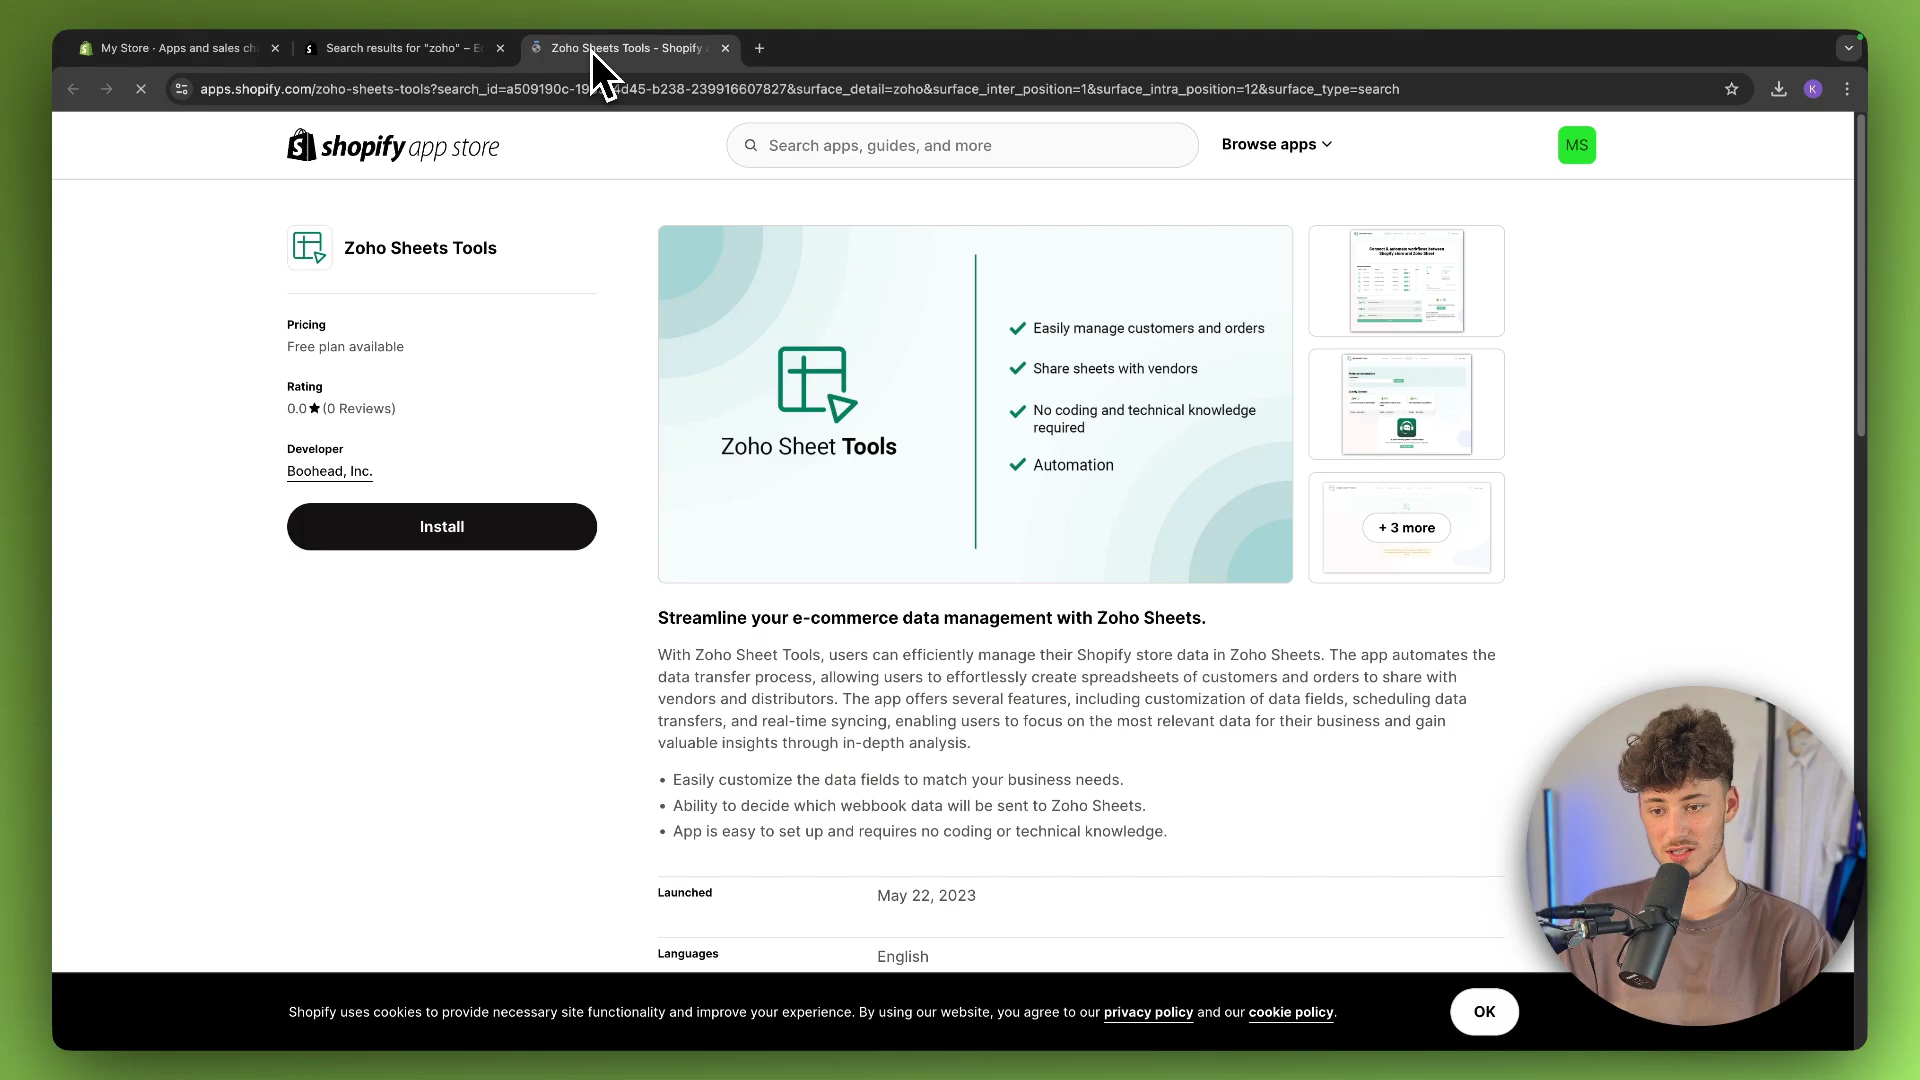 My Store · Apps and sales ch
Search results for "zoho" – Ec
Zoho Sheets Tools - Shopify
apps.shopify.com/zoho-sheets-tools?search_id=a509190c-19 d45-b238-239916607827&surface_detail=zoho&surface_inter_position=1&surface_intra_position=12&surface_type=search
K
shopify app store
Search apps, guides, and more
Browse apps
MS
Zoho Sheets Tools
Pricing
Free plan available
Rating
0.0★(0 Reviews)
Developer
Boohead, Inc.
Install
Zoho Sheet Tools
Easily manage customers and orders
Share sheets with vendors
No coding and technical knowledge
required
Automation
Connect & automate workflows between
Shopify store and Zoho Sheet
+ 3 more
Streamline your e-commerce data management with Zoho Sheets.
With Zoho Sheet Tools, users can efficiently manage their Shopify store data in Zoho Sheets. The app automates the
data transfer process, allowing users to effortlessly create spreadsheets of customers and orders to share with
vendors and distributors. The app offers several features, including customization of data fields, scheduling data
transfers, and real-time syncing, enabling users to focus on the most relevant data for their business and gain
valuable insights through in-depth analysis.
• Easily customize the data fields to match your business needs.
• Ability to decide which webbook data will be sent to Zoho Sheets.
• App is easy to set up and requires no coding or technical knowledge.
Launched
May 22, 2023
Languages
English
Shopify uses cookies to provide necessary site functionality and improve your experience. By using our website, you agree to our privacy policy and our cookie policy.
OK